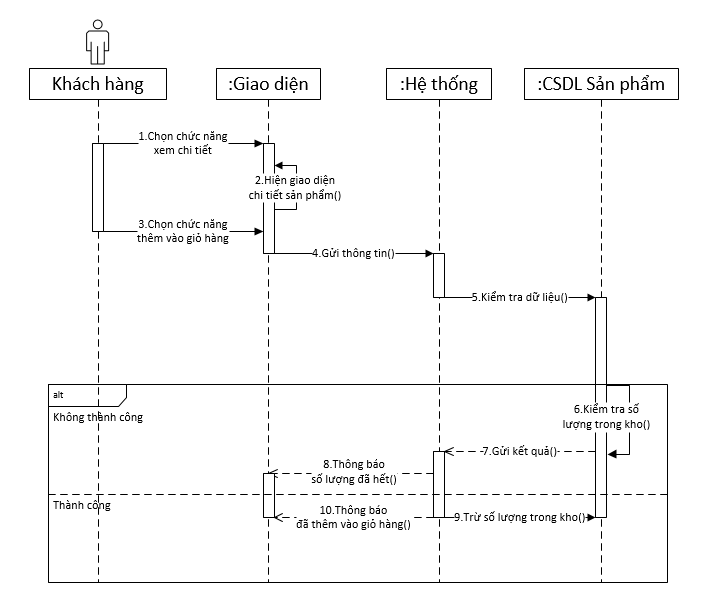 Khách hàng
:Giao diện
:Hệ thống
:CSDL Sản phẩm
1.Chọn chức năng
xem chi tiết
2.Hiện giao diện
chi tiết sản phẩm()
3.Chọn chức năng
thêm vào giỏ hàng
4.Gửi thông tin()
5.Kiểm tra dữ liệu()
alt
Không thành công
6.Kiểm tra số
lượng trong kho()
7.Gửi kết quả()
8.Thông báo
số lượng đã hết()
Thành công
10.Thông báo
đã thêm vào giỏ hàng()
9.Trừ số lượng trong kho()